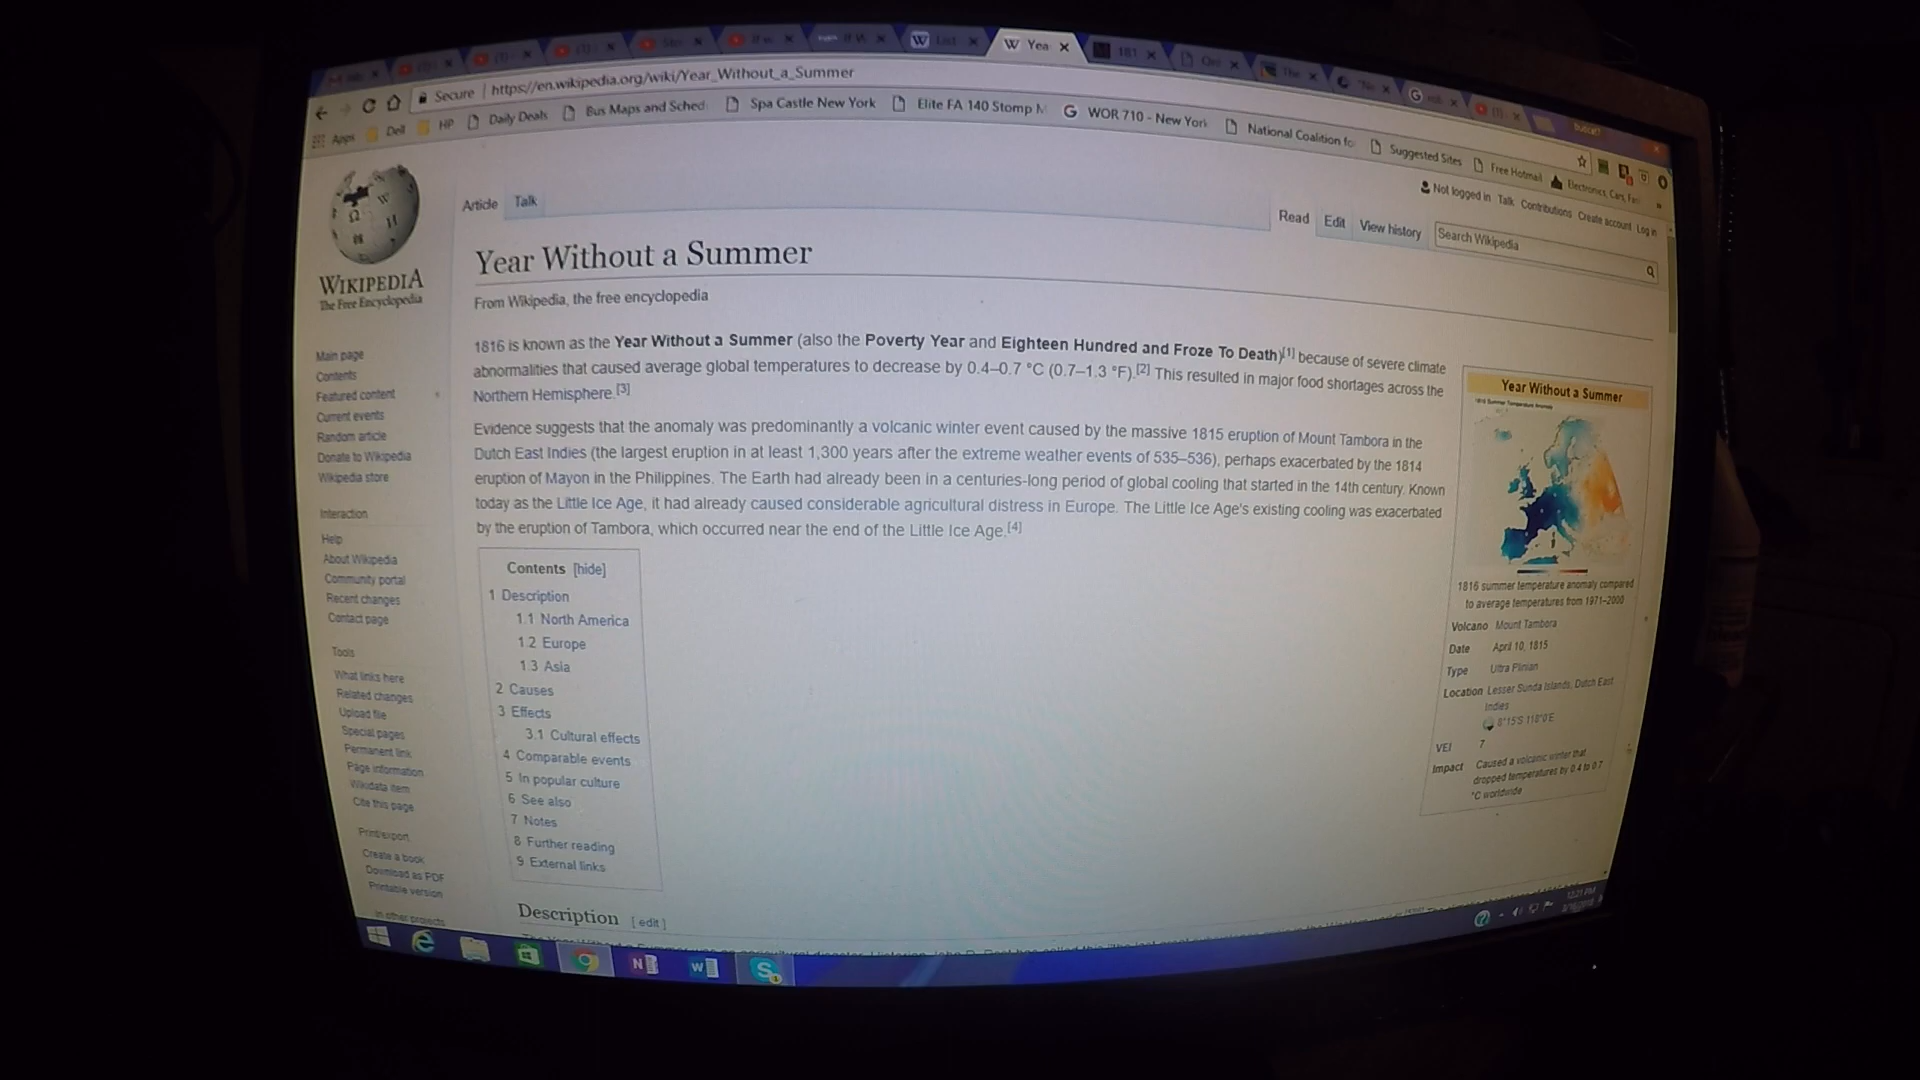 W Yea
Secure | https://en.wikipedia.org/wiki/Year_Without_a_Summer
Apps Dell HP Daily Deals Bus Maps and Sched Spa Castle New York Elite FA 140 Stomp M WOR 710 - New Yor National Coalition fo Suggested Sites Free Hotmail Electronics, Cars, Fas
Not logged in Talk Contributions Create account Log in
Article Talk Read Edit View history Search Wikipedia
WIKIPEDIA
The Free Encyclopedia
Main page
Contents
Featured content
Current events
Random article
Donate to Wikipedia
Wikipedia store
Interaction
Help
About Wikipedia
Community portal
Recent changes
Contact page
Tools
What links here
Related changes
Upload file
Special pages
Permanent link
Page information
Wikidata item
Cite this page
Print/export
Create a book
Download as PDF
Printable version
In other projects
Year Without a Summer
From Wikipedia, the free encyclopedia
1816 is known as the Year Without a Summer (also the Poverty Year and Eighteen Hundred and Froze To Death)[1] because of severe climate
abnormalities that caused average global temperatures to decrease by 0.4–0.7 °C (0.7–1.3 °F).[2] This resulted in major food shortages across the
Northern Hemisphere.[3]
Evidence suggests that the anomaly was predominantly a volcanic winter event caused by the massive 1815 eruption of Mount Tambora in the
Dutch East Indies (the largest eruption in at least 1,300 years after the extreme weather events of 535–536), perhaps exacerbated by the 1814
eruption of Mayon in the Philippines. The Earth had already been in a centuries-long period of global cooling that started in the 14th century. Known
today as the Little Ice Age, it had already caused considerable agricultural distress in Europe. The Little Ice Age's existing cooling was exacerbated
by the eruption of Tambora, which occurred near the end of the Little Ice Age.[4]
Contents [hide]
1 Description
1.1 North America
1.2 Europe
1.3 Asia
2 Causes
3 Effects
3.1 Cultural effects
4 Comparable events
5 In popular culture
6 See also
7 Notes
8 Further reading
9 External links
Description [ edit ]
Year Without a Summer
1816 Summer Temperature Anomaly
1816 summer temperature anomaly compared
to average temperatures from 1971–2000
Volcano Mount Tambora
Date April 10, 1815
Type Ultra Plinian
Location Lesser Sunda Islands, Dutch East
Indies
8°15′S 118°0′E
VEI 7
Impact Caused a volcanic winter that
dropped temperatures by 0.4 to 0.7
°C worldwide
12:21 PM